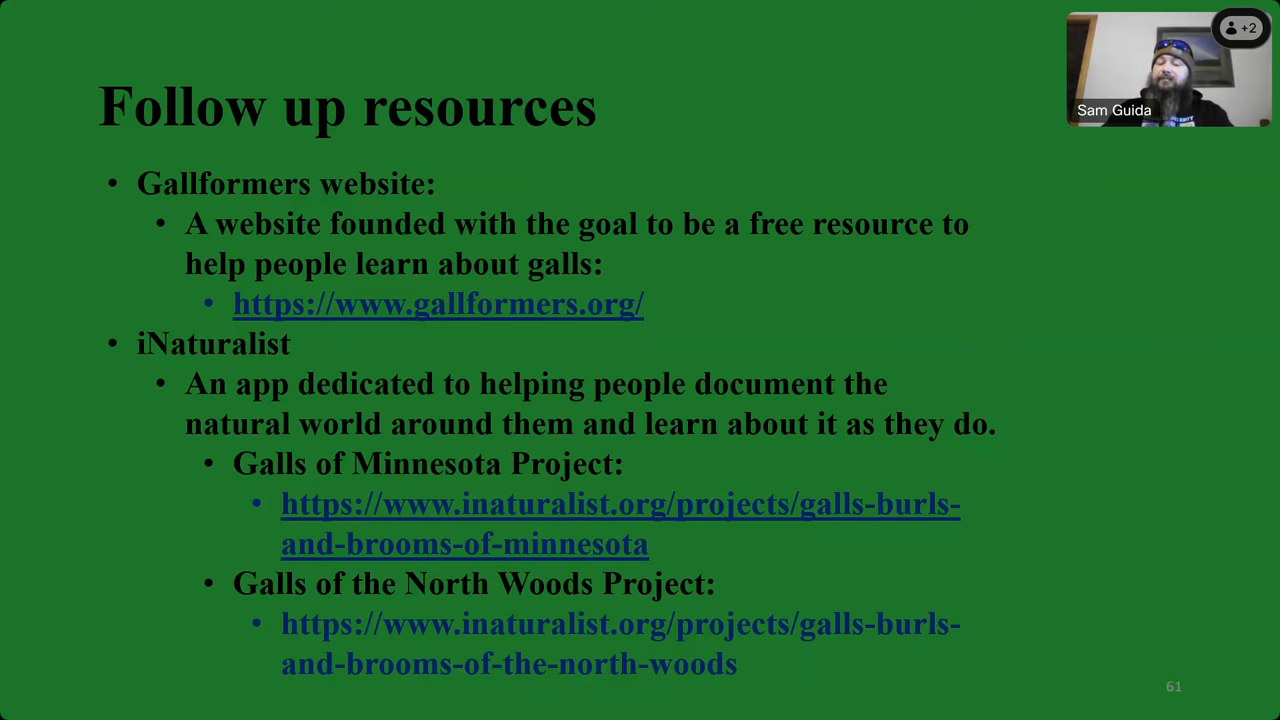 +2
Sam Guida
Follow up resources
• Gallformers website:
• A website founded with the goal to be a free resource to
help people learn about galls:
• https://www.gallformers.org/
• iNaturalist
• An app dedicated to helping people document the
natural world around them and learn about it as they do.
• Galls of Minnesota Project:
• https://www.inaturalist.org/projects/galls-burls-
and-brooms-of-minnesota
• Galls of the North Woods Project:
• https://www.inaturalist.org/projects/galls-burls-
and-brooms-of-the-north-woods
61